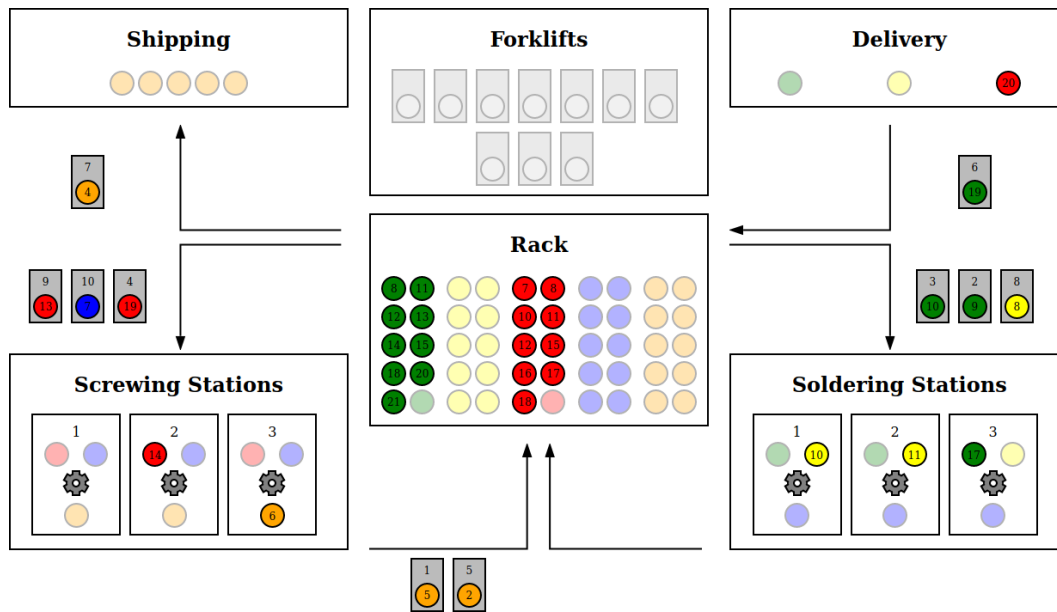 Shipping
Forklifts
Delivery
20
7
4
6
19
Rack
9 10 4
13 7 19
3 2 8
10 9 8
8 11 7 8
12 13 10 11
14 15 12 15
18 20 16 17
21 18
Screwing Stations
1 2 3
14
6
Soldering Stations
1 2 3
10 11 17
1 5
5 2